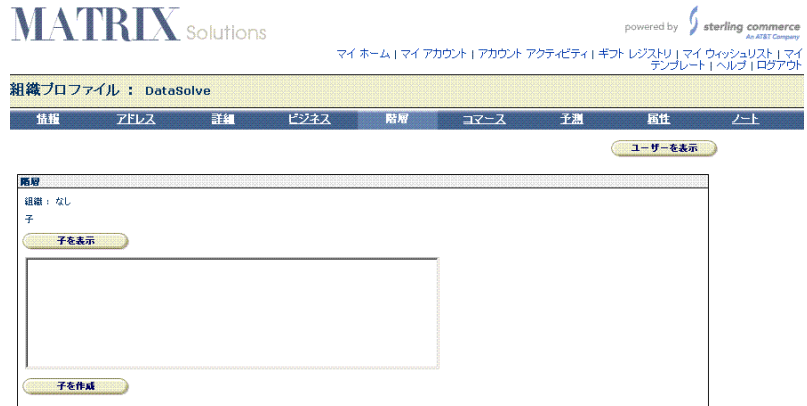 MATRIX Solutions
powered by sterling commerce
An AT&T Company
マイ ホーム | マイ アカウント | アカウント アクティビティ | ギフト レジストリ | マイ ウィッシュリスト | マイ
テンプレート | ヘルプ | ログアウト
組織プロファイル : DataSolve
情報 アドレス 詳細 ビジネス 階層 コマース 予測 属性 ノート
ユーザーを表示
階層
組織 : なし
子
子を表示
子を作成